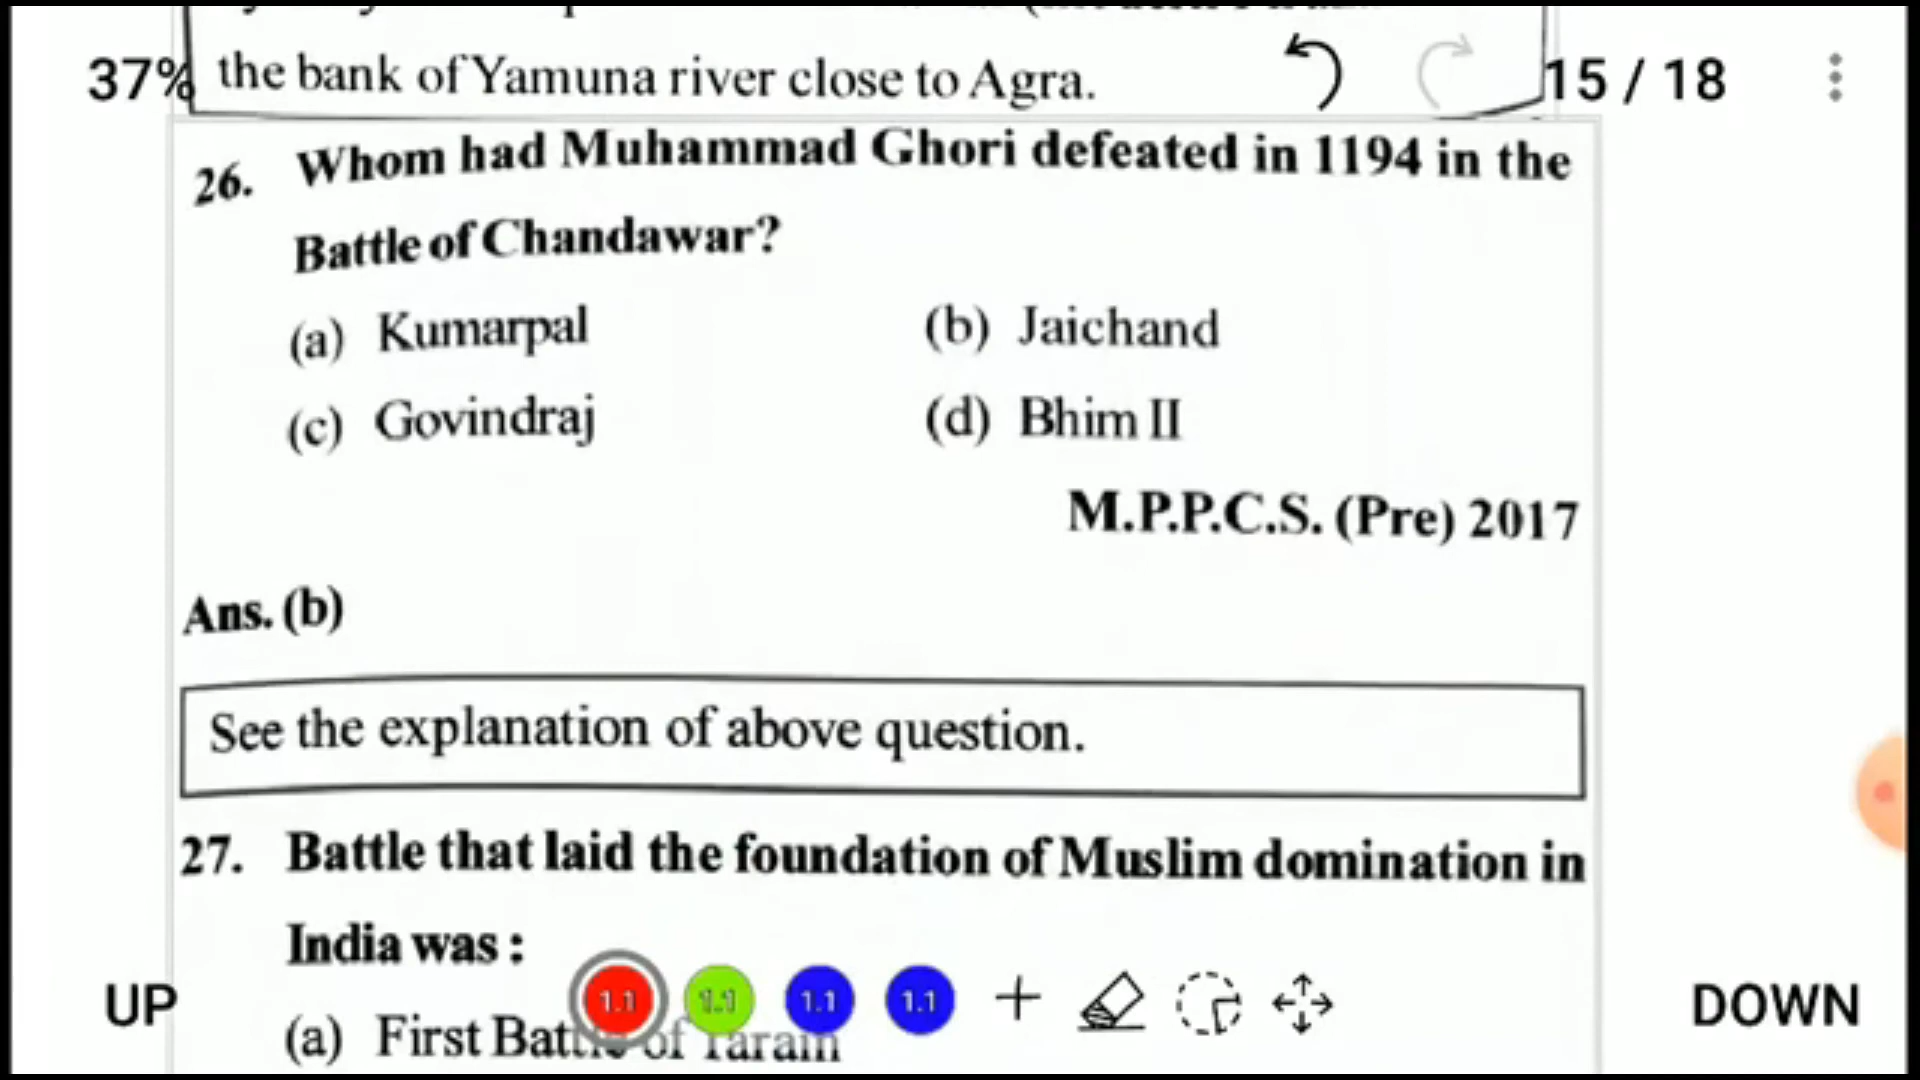 37% the bank of Yamuna river close to Agra. 15 / 18
26. Whom had Muhammad Ghori defeated in 1194 in the
Battle of Chandawar?
(a) Kumarpal (b) Jaichand
(c) Govindraj (d) Bhim II
M.P.P.C.S. (Pre) 2017
Ans. (b)
See the explanation of above question.
27. Battle that laid the foundation of Muslim domination in
India was :
UP 1.1 1.1 1.1 1.1 DOWN
(a) First Battle of Tarain